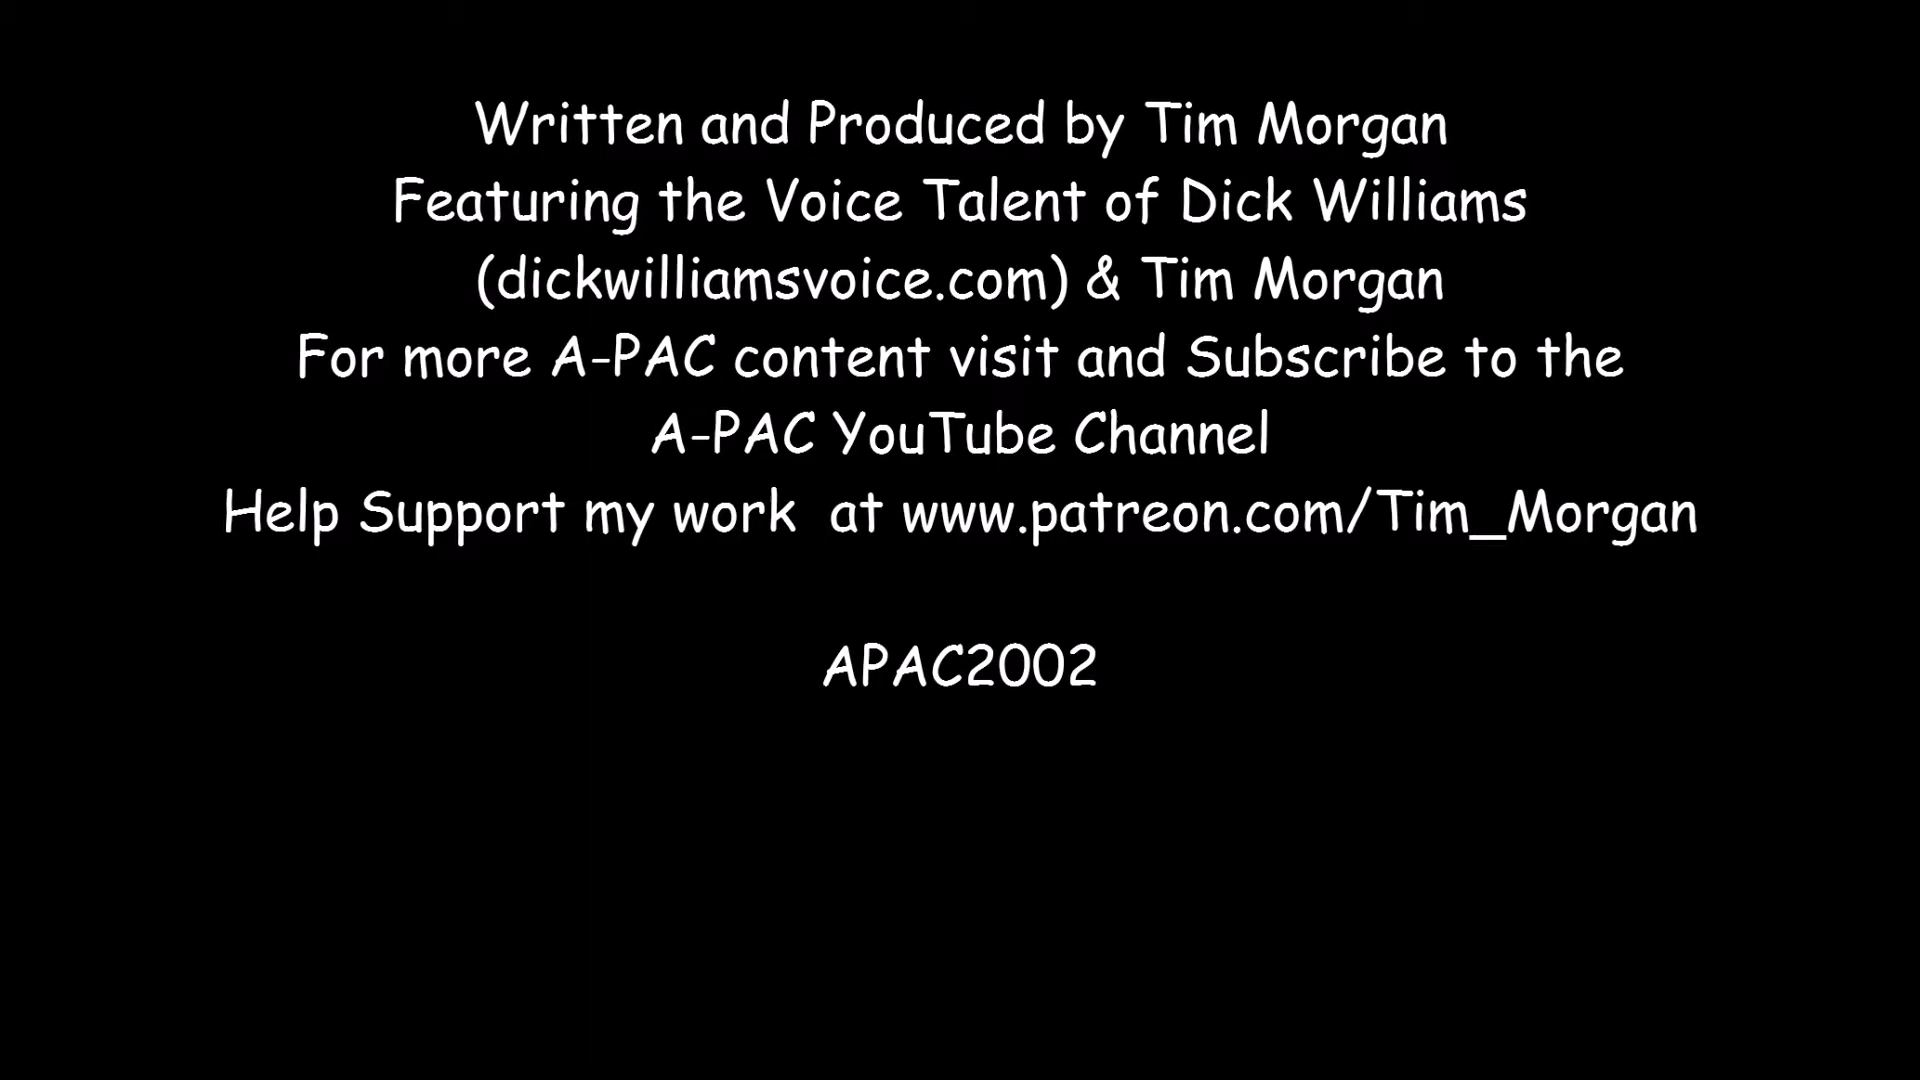 Written and Produced by Tim Morgan
Featuring the Voice Talent of Dick Williams
(dickwilliamsvoice.com) & Tim Morgan
For more A-PAC content visit and Subscribe to the
A-PAC YouTube Channel
Help Support my work  at www.patreon.com/Tim_Morgan
APAC2002